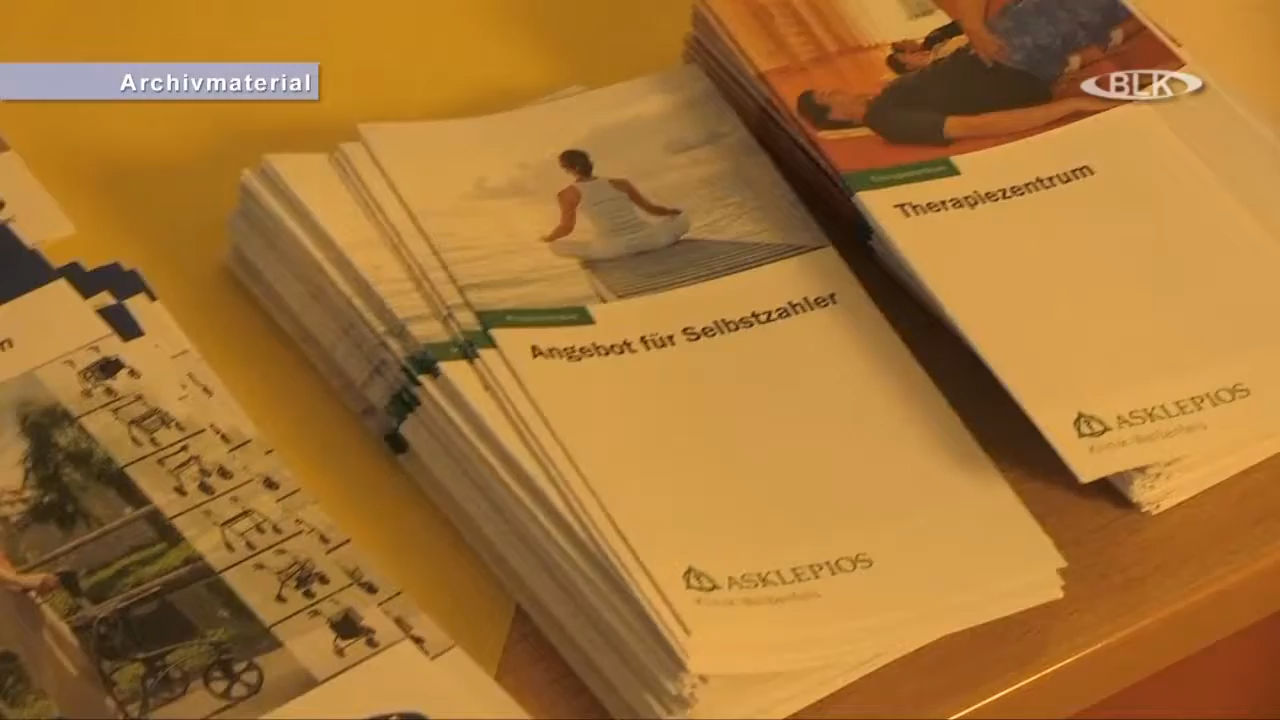 Archivmaterial
BLK
Therapiezentrum
Angebot für Selbstzahler
ASKLEPIOS
ASKLEPIOS